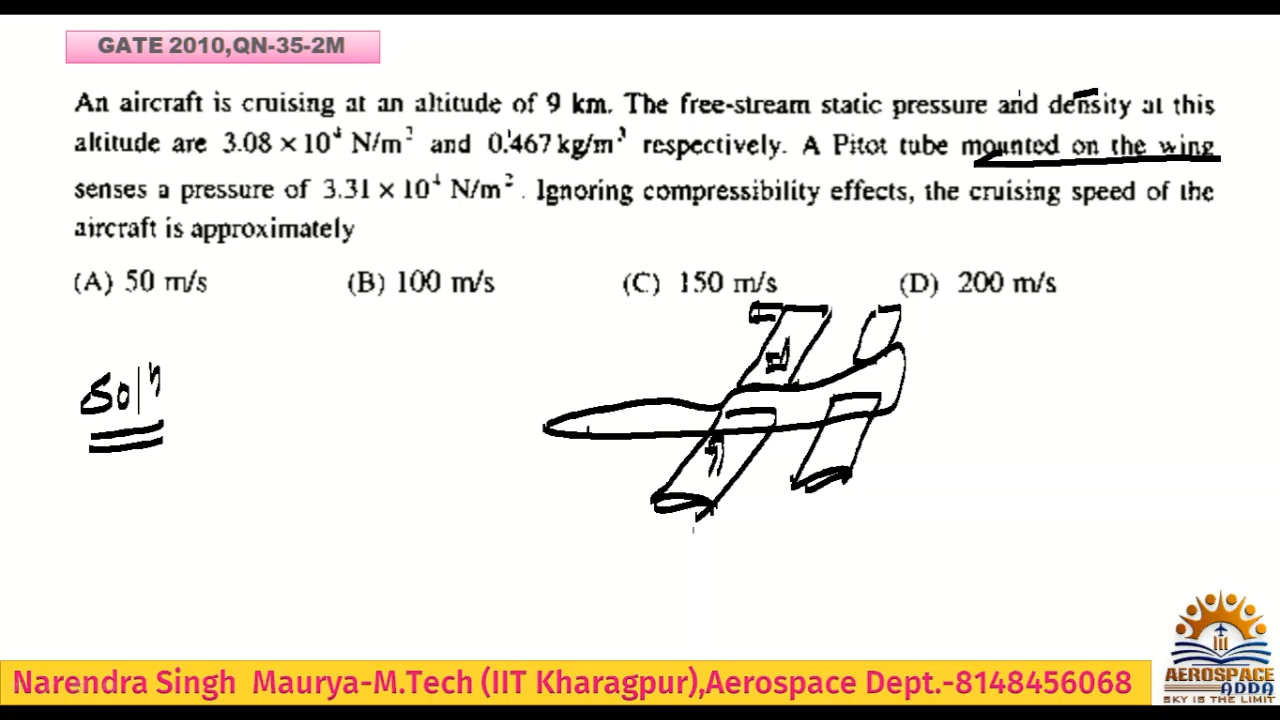 GATE 2010,QN-35-2M
An aircraft is cruising at an altitude of 9 km. The free-stream static pressure and density at this
altitude are 3.08 × 10⁴ N/m² and 0.467 kg/m³ respectively. A Pitot tube mounted on the wing
senses a pressure of 3.31 × 10⁴ N/m². Ignoring compressibility effects, the cruising speed of the
aircraft is approximately
(A) 50 m/s (B) 100 m/s (C) 150 m/s (D) 200 m/s
Solⁿ
Narendra Singh Maurya-M.Tech (IIT Kharagpur),Aerospace Dept.-8148456068
AEROSPACE
ADDA
SKY IS THE LIMIT